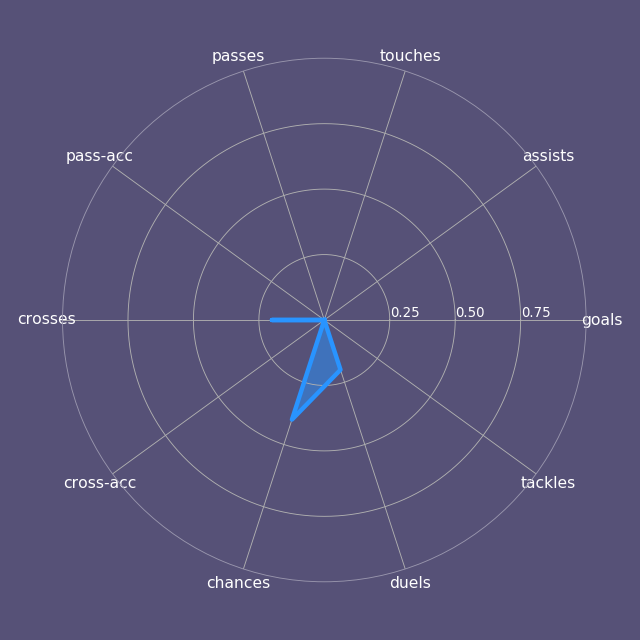 passes
touches
pass-acc
assists
0.25
0.50
0.75
crosses
goals
cross-acc
tackles
chances
duels